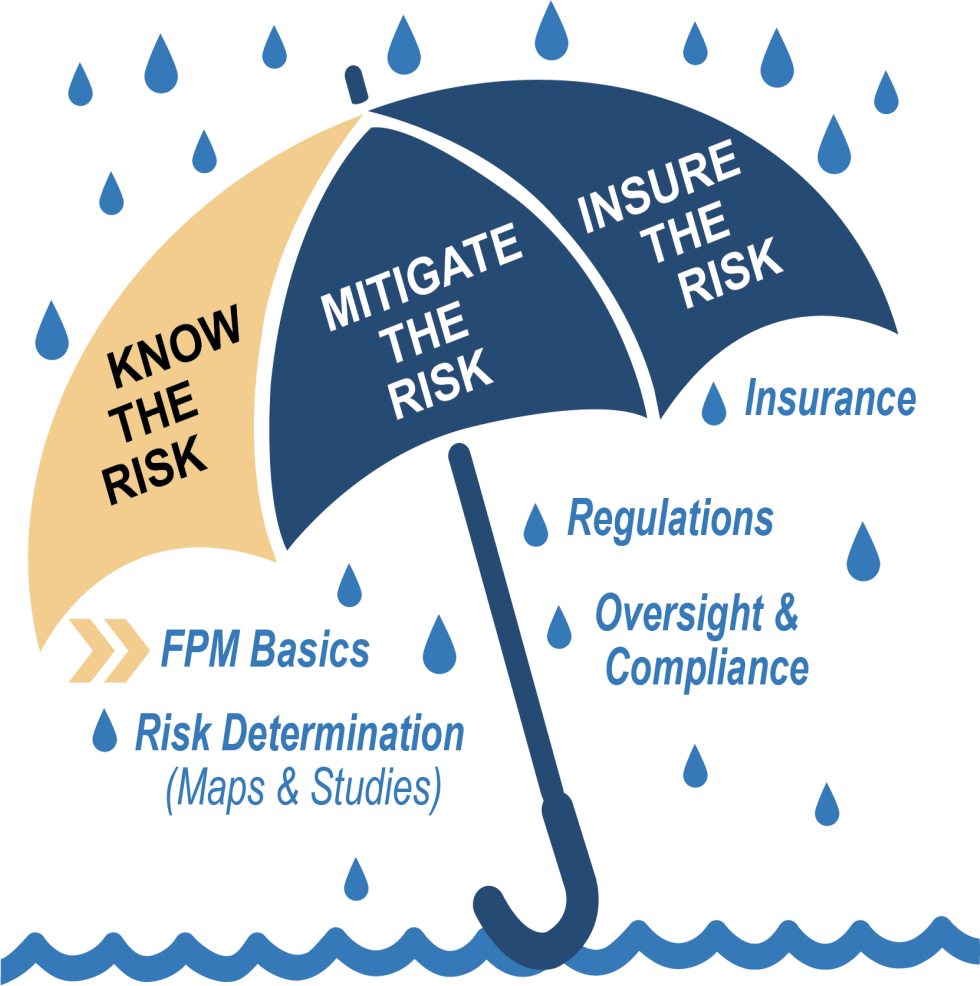 KNOW
THE
RISK
MITIGATE
THE
RISK
INSURE
THE
RISK
Insurance
Regulations
Oversight &
Compliance
FPM Basics
Risk Determination
(Maps & Studies)